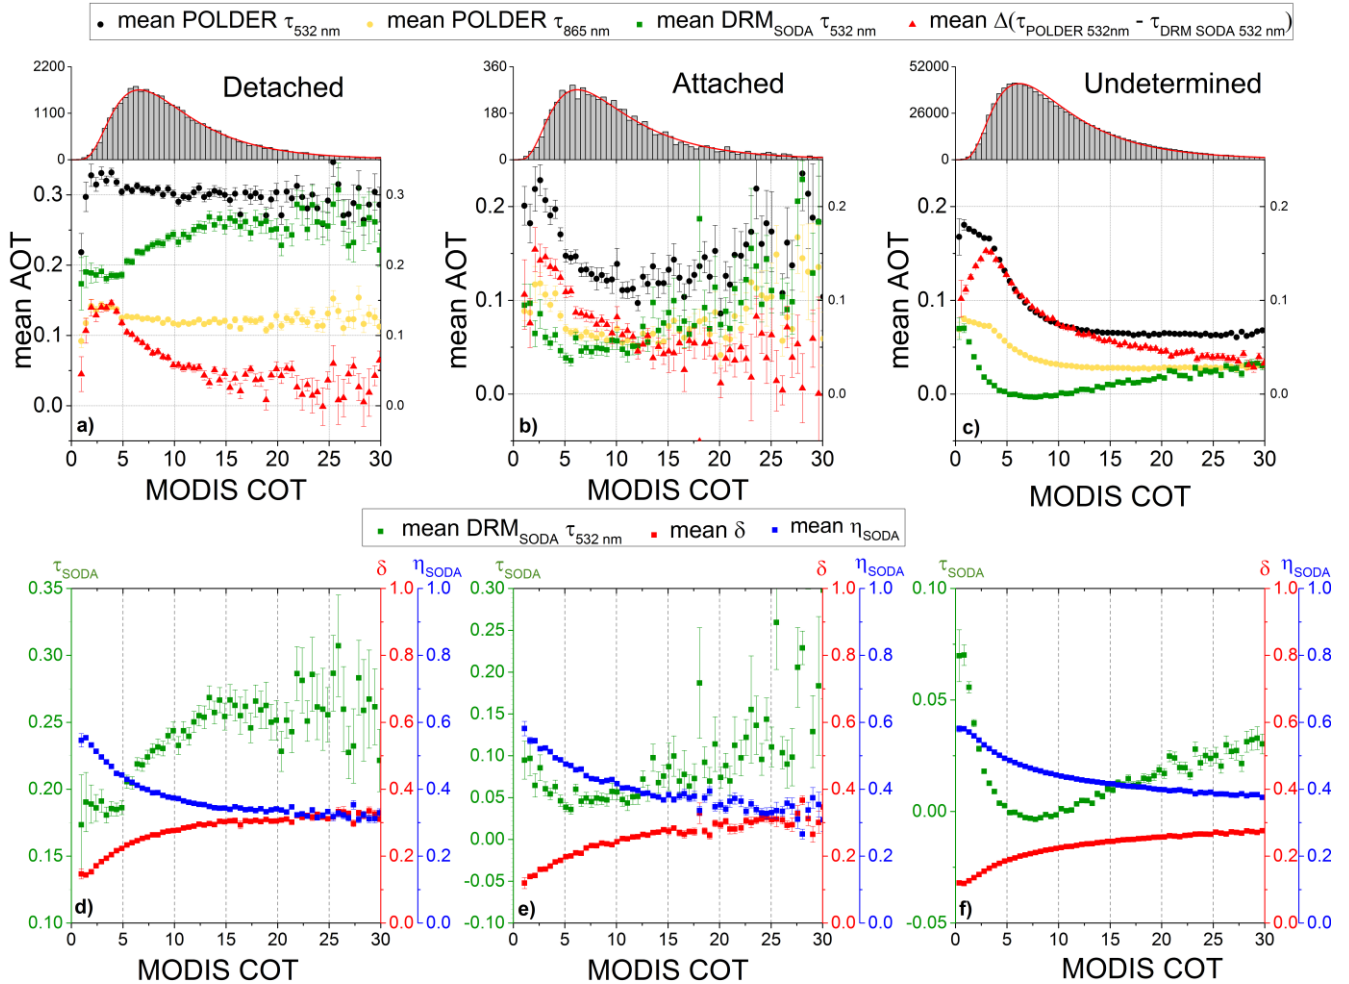 mean POLDER τ532 nm mean POLDER τ865 nm mean DRMSODA τ532 nm mean Δ(τPOLDER 532nm - τDRM SODA 532 nm)
2200
1100
0
Detached
0.3
0.2
0.1
0.0
0.3
0.2
0.1
0.0
mean AOT
a)
0 5 10 15 20 25 30
MODIS COT
360
180
0
Attached
0.2
0.1
0.0
0.2
0.1
0.0
mean AOT
b)
0 5 10 15 20 25 30
MODIS COT
52000
26000
0
Undetermined
0.2
0.1
0.0
0.2
0.1
0.0
mean AOT
c)
0 5 10 15 20 25 30
MODIS COT
mean DRMSODA τ532 nm mean δ mean ηSODA
τSODA δ ηSODA
0.35
0.30
0.25
0.20
0.15
0.10
1.0 1.0
0.8 0.8
0.6 0.6
0.4 0.4
0.2 0.2
0.0 0.0
d)
0 5 10 15 20 25 30
MODIS COT
τSODA δ ηSODA
0.30
0.25
0.20
0.15
0.10
0.05
0.00
-0.05
-0.10
1.0 1.0
0.8 0.8
0.6 0.6
0.4 0.4
0.2 0.2
0.0 0.0
e)
0 5 10 15 20 25 30
MODIS COT
τSODA δ ηSODA
0.10
0.05
0.00
-0.05
1.0 1.0
0.8 0.8
0.6 0.6
0.4 0.4
0.2 0.2
0.0 0.0
f)
0 5 10 15 20 25 30
MODIS COT